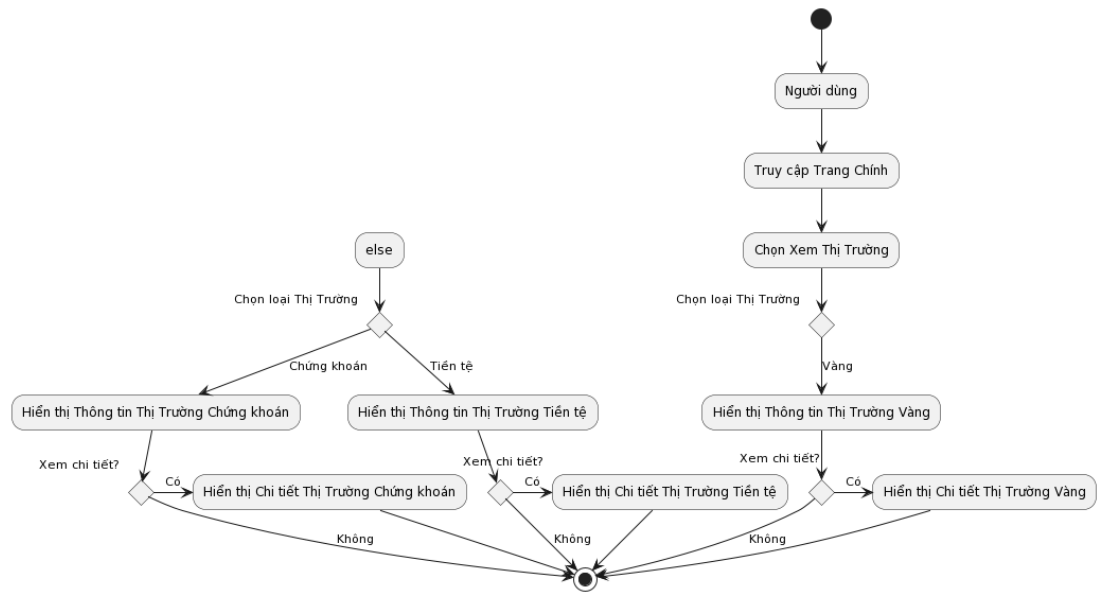 Người dùng
Truy cập Trang Chính
else
Chọn Xem Thị Trường
Chọn loại Thị Trường
Chọn loại Thị Trường
Chứng khoán
Tiền tệ
Vàng
Hiển thị Thông tin Thị Trường Chứng khoán
Hiển thị Thông tin Thị Trường Tiền tệ
Hiển thị Thông tin Thị Trường Vàng
Xem chi tiết?
Xem chi tiết?
Xem chi tiết?
Có
Hiển thị Chi tiết Thị Trường Chứng khoán
Có
Hiển thị Chi tiết Thị Trường Tiền tệ
Có
Hiển thị Chi tiết Thị Trường Vàng
Không
Không
Không